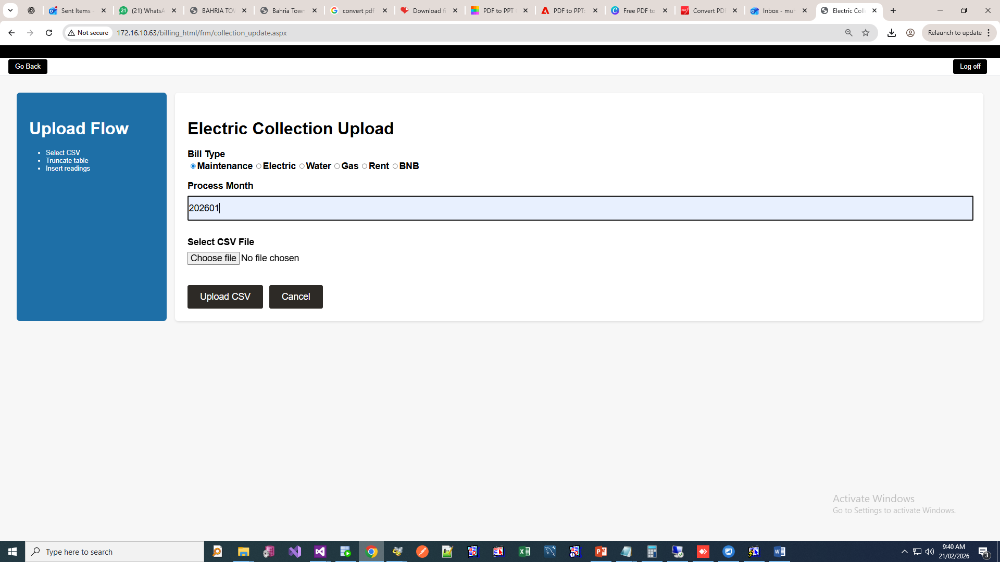 Sent Items -
(21) WhatsA
BAHRIA TOW
Bahria Town
convert pdf
Download fi
PDF to PPT
PDF to PPT:
Free PDF to
Convert PDF
Inbox - muh
Electric Coll
Not secure
172.16.10.63/billing_html/frm/collection_update.aspx
Relaunch to update
Go Back
Log off
Upload Flow
Select CSV
Truncate table
Insert readings
Electric Collection Upload
Bill Type
Maintenance Electric Water Gas Rent BNB
Process Month
202601
Select CSV File
Choose file No file chosen
Upload CSV
Cancel
Activate Windows
Go to Settings to activate Windows.
Type here to search
9:40 AM
21/02/2026
3